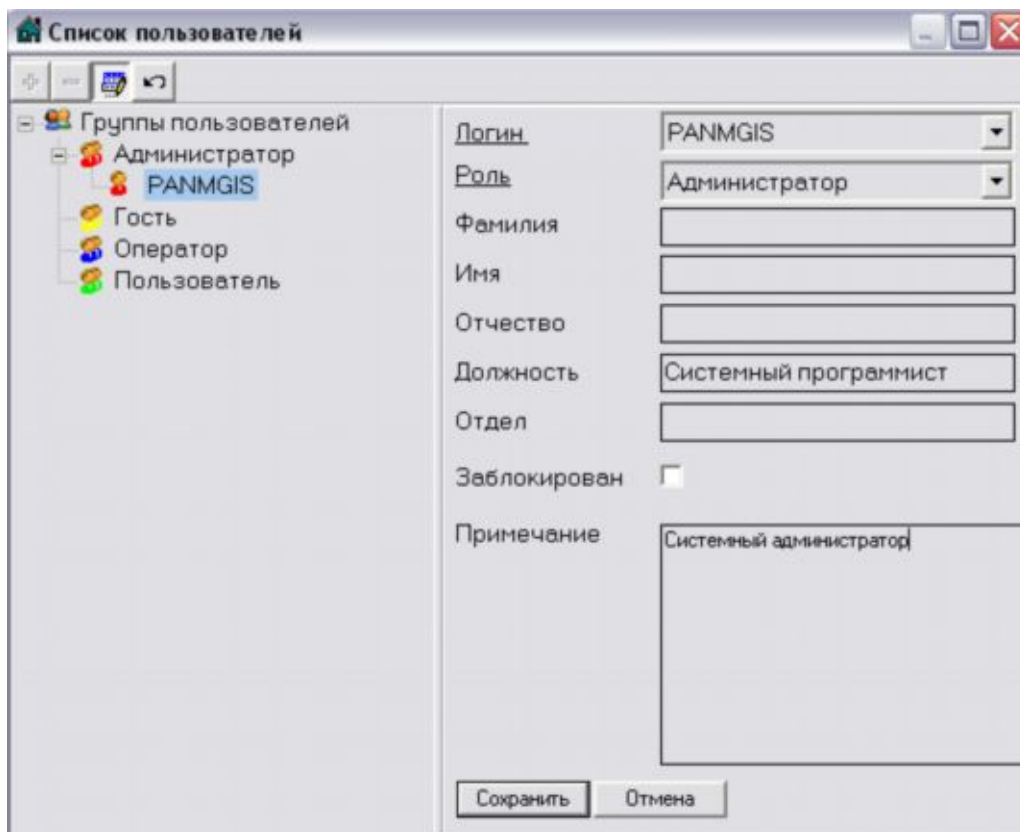 Список пользователей
Группы пользователей
Администратор
PANMGIS
Гость
Оператор
Пользователь
Логин PANMGIS
Роль Администратор
Фамилия
Имя
Отчество
Должность Системный программист
Отдел
Заблокирован
Примечание Системный администратор
Сохранить Отмена